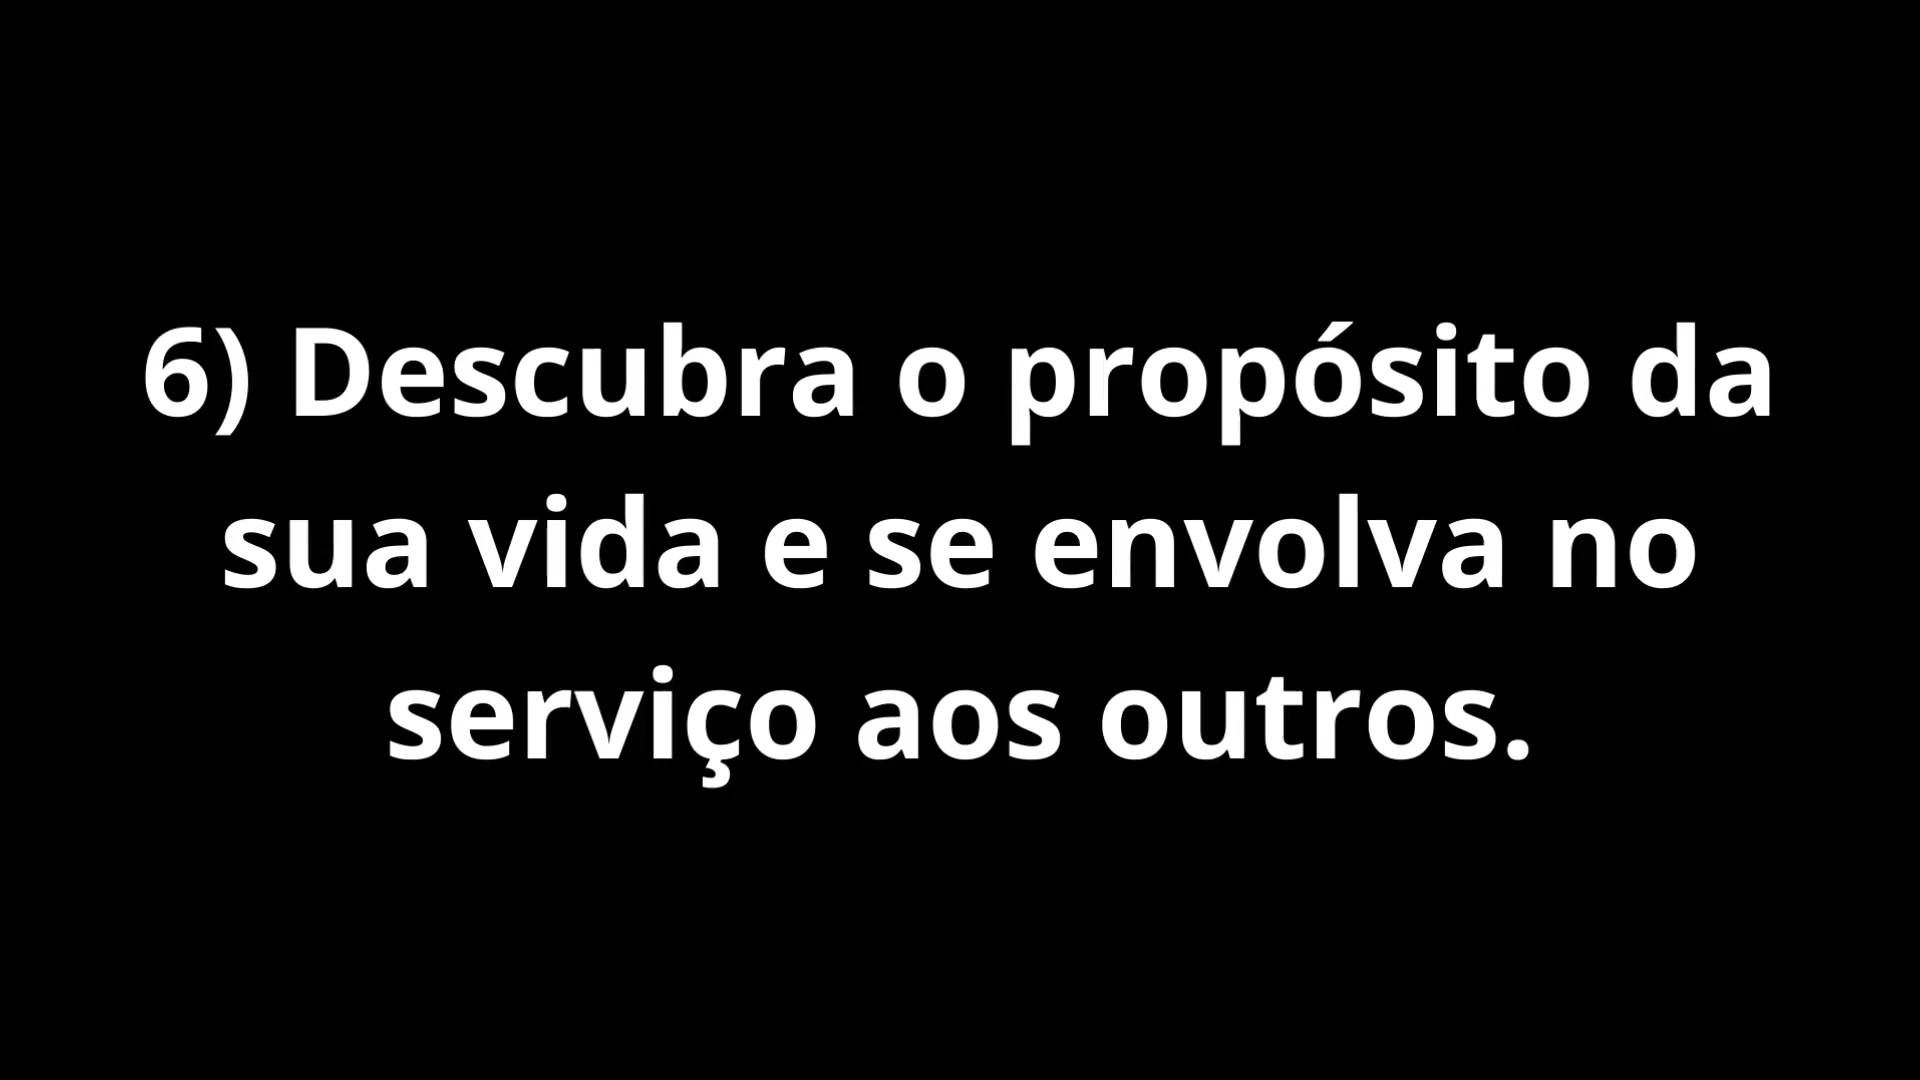 6) Descubra o propósito da
sua vida e se envolva no
serviço aos outros.